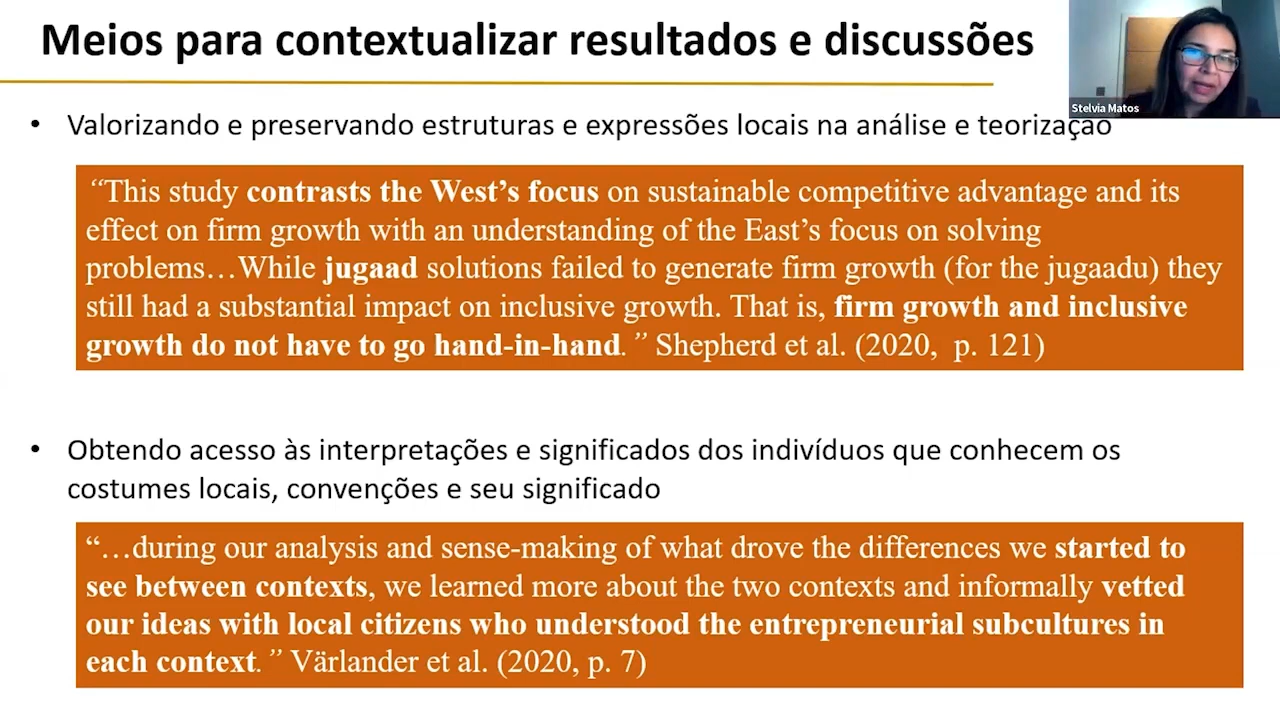 Meios para contextualizar resultados e discussões
Stelvia Matos
• Valorizando e preservando estruturas e expressões locais na análise e teorização
“This study contrasts the West’s focus on sustainable competitive advantage and its
effect on firm growth with an understanding of the East’s focus on solving
problems…While jugaad solutions failed to generate firm growth (for the jugaadu) they
still had a substantial impact on inclusive growth. That is, firm growth and inclusive
growth do not have to go hand-in-hand.” Shepherd et al. (2020, p. 121)
• Obtendo acesso às interpretações e significados dos indivíduos que conhecem os
costumes locais, convenções e seu significado
“…during our analysis and sense-making of what drove the differences we started to
see between contexts, we learned more about the two contexts and informally vetted
our ideas with local citizens who understood the entrepreneurial subcultures in
each context.” Värlander et al. (2020, p. 7)